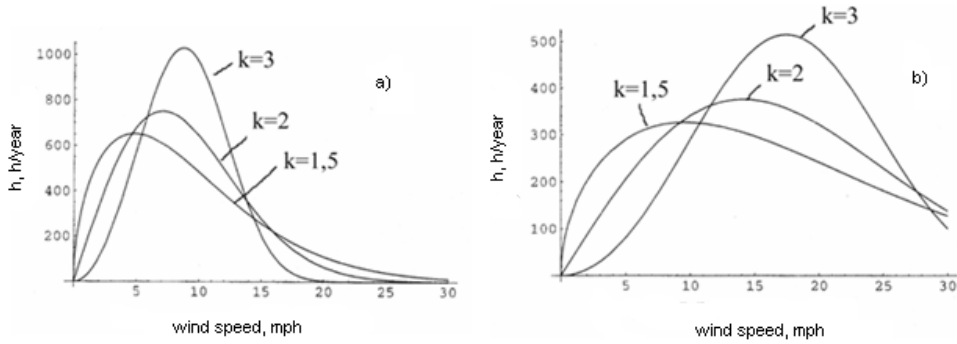 1000
800
600
400
200
h, h/year
k=3
k=2
k=1,5
a)
5 10 15 20 25 30
wind speed, mph
500
400
300
200
100
h, h/year
k=3
k=2
k=1,5
b)
5 10 15 20 25 30
wind speed, mph